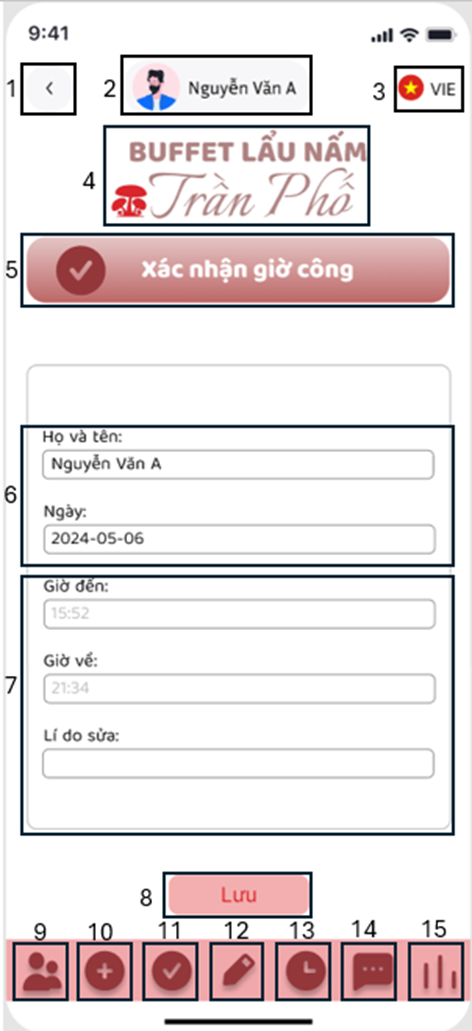 9:41
1
2
Nguyễn Văn A
3
VIE
4
BUFFET LẨU NẤM
Trần Phố
5
Xác nhận giờ công
Họ và tên:
6
Nguyễn Văn A
Ngày:
2024-05-06
Giờ đến:
15:52
Giờ về:
7
21:34
Lí do sửa:
8
Lưu
9
10
11
12
13
14
15